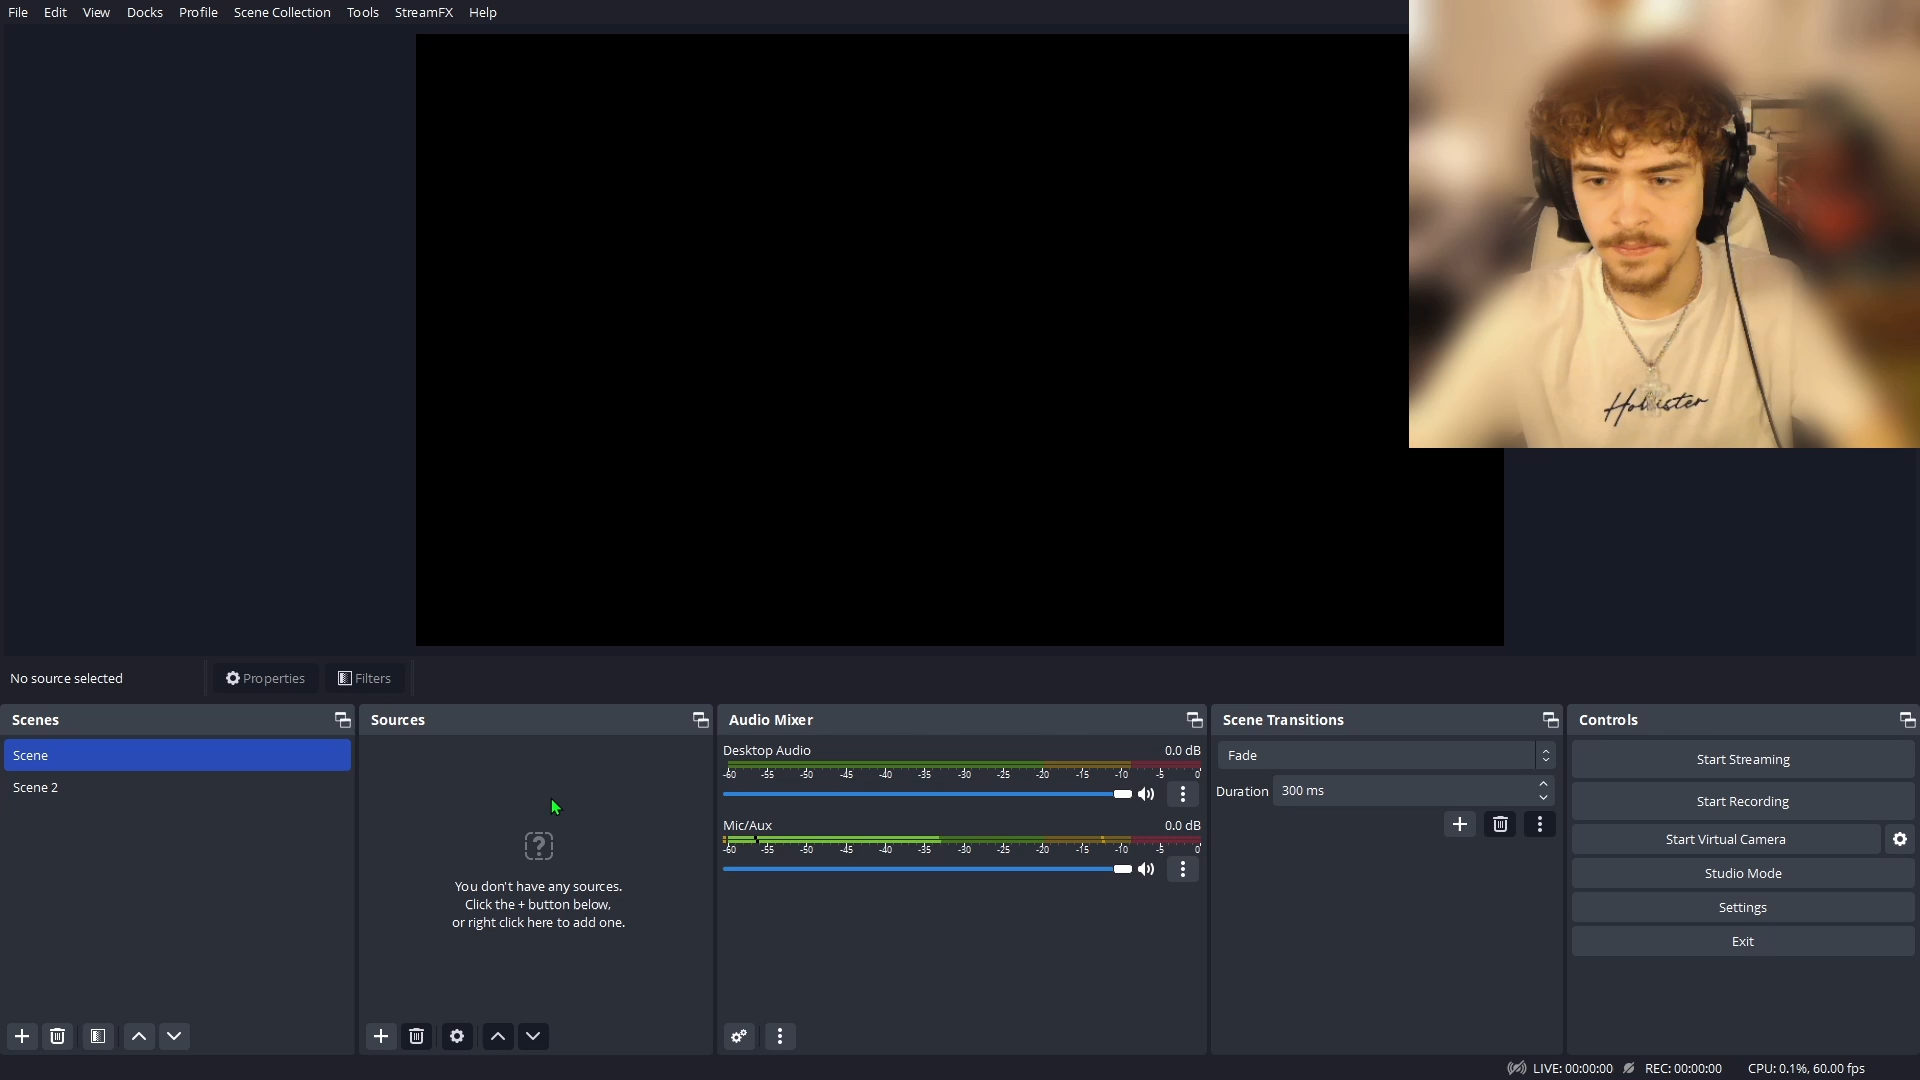 File Edit View Docks Profile Scene Collection Tools StreamFX Help
Hollister
No source selected
Properties
Filters
Scenes
Scene
Scene 2
Sources
You don't have any sources.
Click the + button below,
or right click here to add one.
Audio Mixer
Desktop Audio 0.0 dB
-60 -55 -50 -45 -40 -35 -30 -25 -20 -15 -10 -5 0
Mic/Aux 0.0 dB
-60 -55 -50 -45 -40 -35 -30 -25 -20 -15 -10 -5 0
Scene Transitions
Fade
Duration 300 ms
Controls
Start Streaming
Start Recording
Start Virtual Camera
Studio Mode
Settings
Exit
LIVE: 00:00:00 REC: 00:00:00 CPU: 0.1%, 60.00 fps